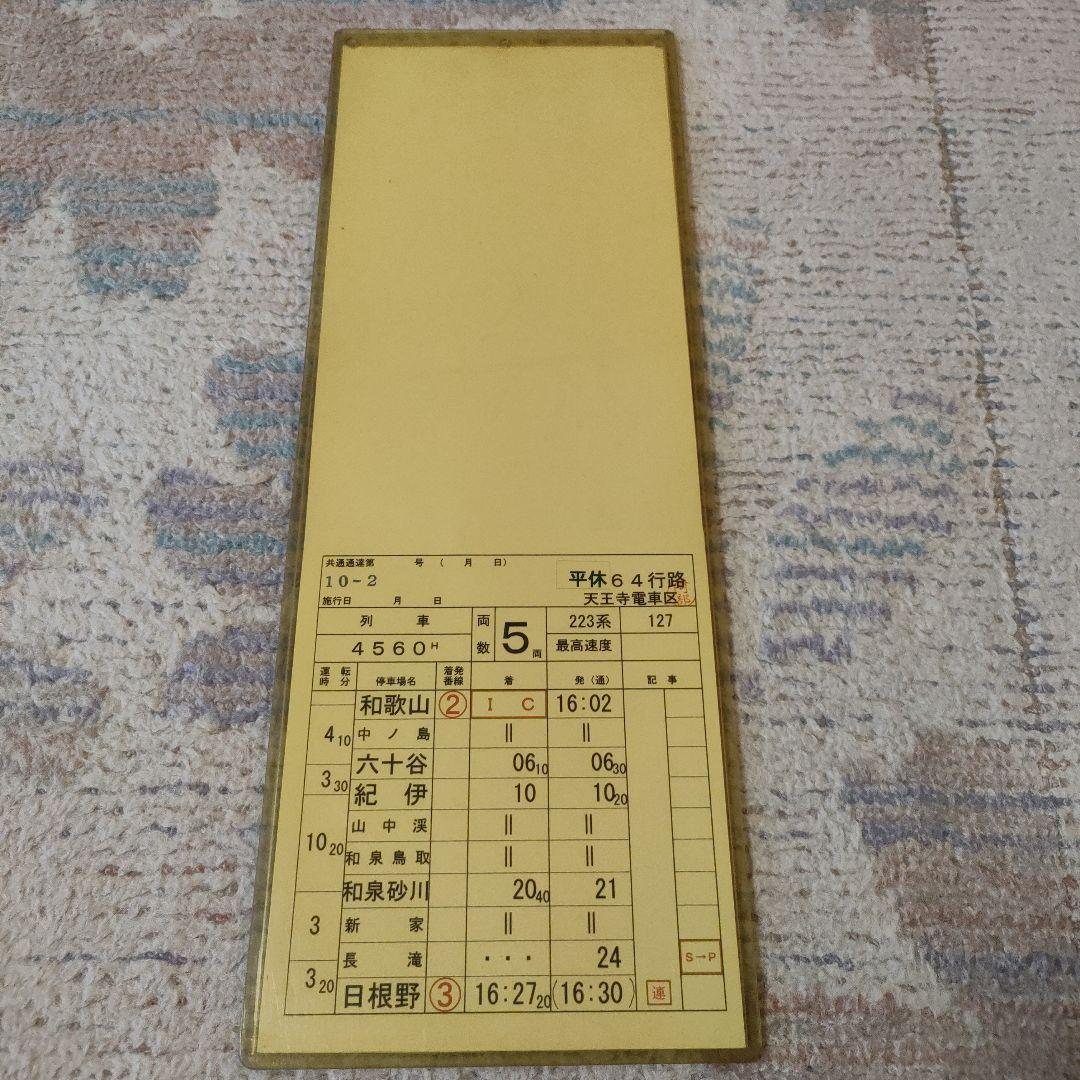 共通通達第 号( 月 日)
10-2 平休64行路
施行日 月 日 天王寺電車区
列 車 両数 5両 223系 127
4560H 最高速度
運転時分 停車場名 着発番線 着 発(通) 記事
和歌山 ② I C 16:02
4 10 中ノ島 || ||
六十谷 06 10 06 30
3 30 紀伊 10 10 20
山中渓 || ||
10 20 和泉鳥取 || ||
和泉砂川 20 40 21
3 新家 || ||
長滝 ・・・ 24 S→P
3 20 日根野 ③ 16:27 20 (16:30) 連